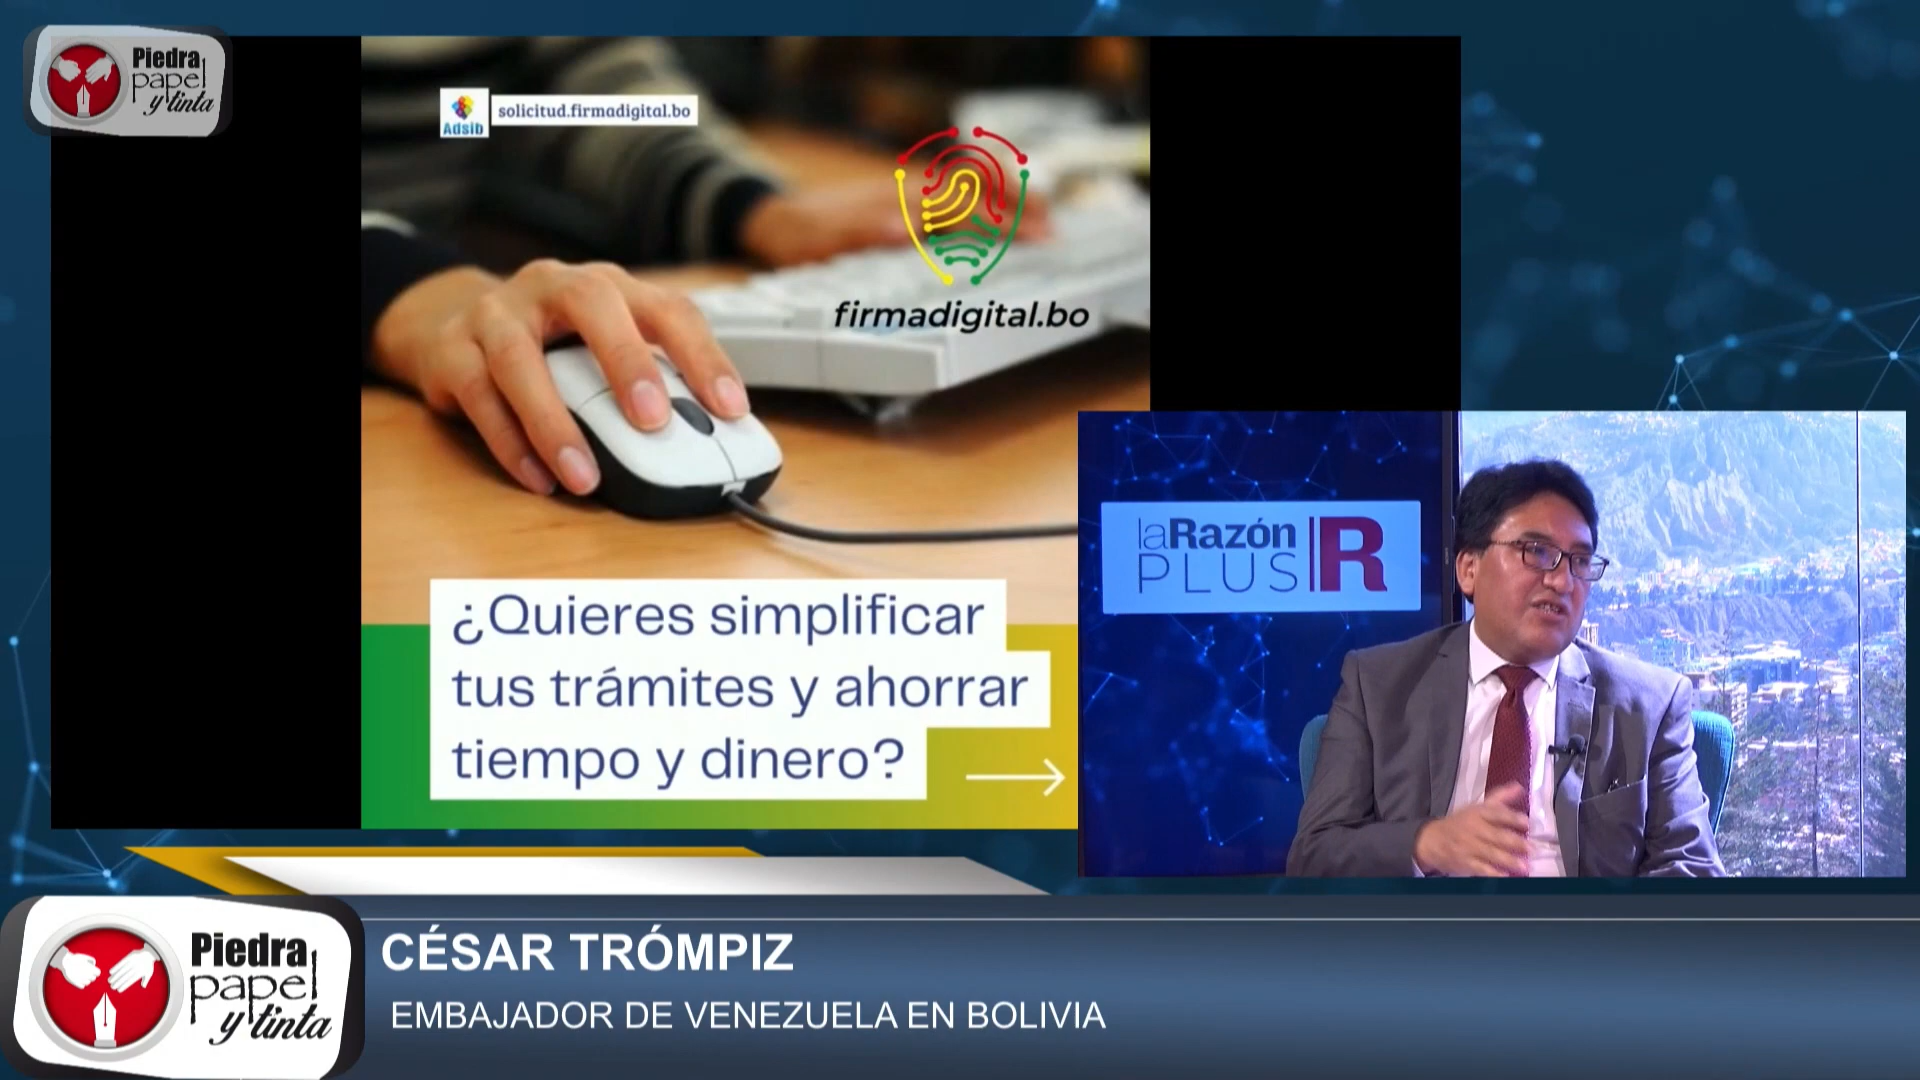 Piedra
papel
y tinta
Adsib
solicitud.firmadigital.bo
firmadigital.bo
¿Quieres simplificar
tus trámites y ahorrar
tiempo y dinero?
laRazón
PLUS
R
Piedra
papel
y tinta
CÉSAR TRÓMPIZ
EMBAJADOR DE VENEZUELA EN BOLIVIA